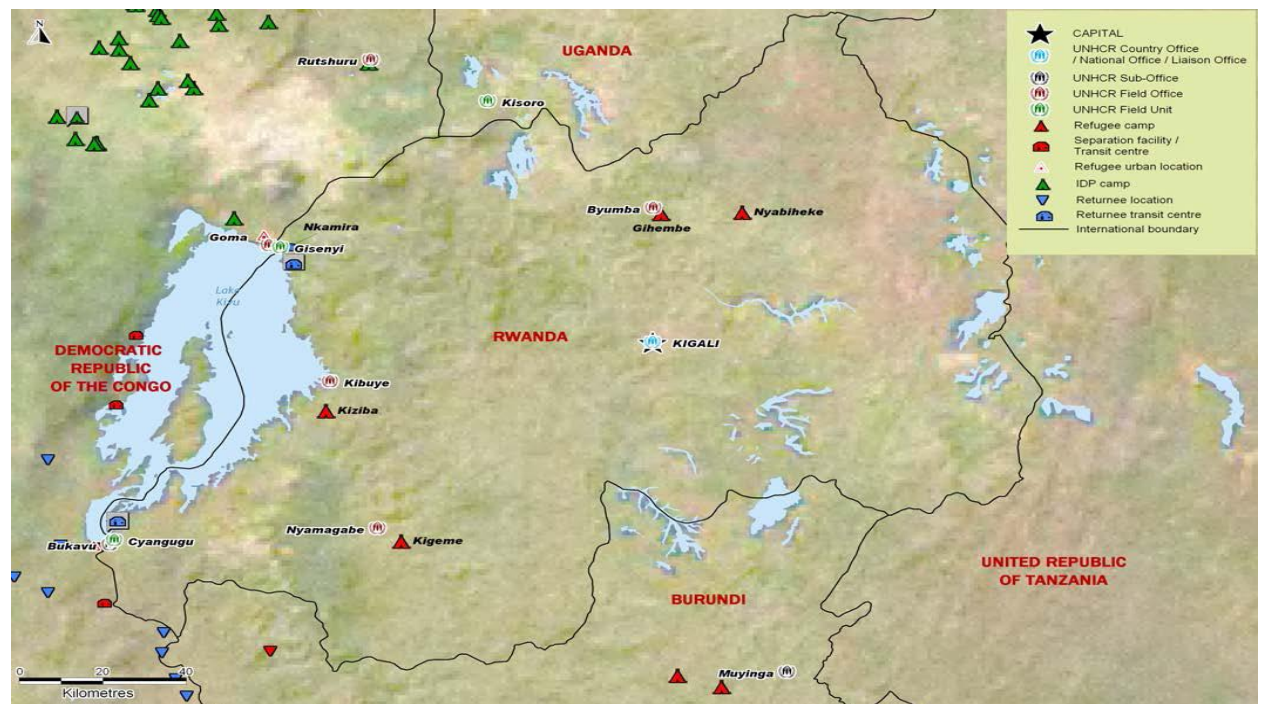 N
UGANDA
Rutshuru
Kisoro
CAPITAL
UNHCR Country Office
/ National Office / Liaison Office
UNHCR Sub-Office
UNHCR Field Office
UNHCR Field Unit
Refugee camp
Separation facility /
Transit centre
Refugee urban location
IDP camp
Returnee location
Returnee transit centre
International boundary
Byumba
Gihembe
Nyabiheke
Nkamira
Goma
Gisenyi
Lake
Kivu
RWANDA
KIGALI
DEMOCRATIC
REPUBLIC
OF THE CONGO
Kibuye
Kiziba
Nyamagabe
Kigeme
Bukavu
Cyangugu
UNITED REPUBLIC
OF TANZANIA
BURUNDI
Muyinga
0 20 40
Kilometres